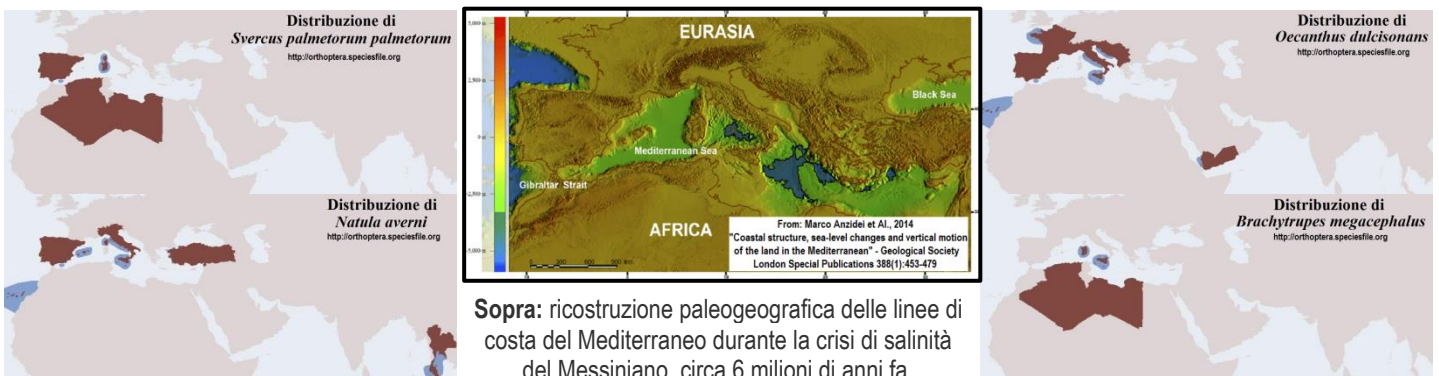 Distribuzione di
Svercus palmetorum palmetorum
http://orthoptera.speciesfile.org
Distribuzione di
Natula averni
http://orthoptera.speciesfile.org
EURASIA
Black Sea
Mediterranean Sea
Gibraltar Strait
AFRICA
From: Marco Anzidei et Al., 2014
"Coastal structure, sea-level changes and vertical motion
of the land in the Mediterranean" - Geological Society
London Special Publications 388(1):453-479
Sopra: ricostruzione paleogeografica delle linee di
costa del Mediterraneo durante la crisi di salinità
del Messiniano, circa 6 milioni di anni fa
Distribuzione di
Oecanthus dulcisonans
http://orthoptera.speciesfile.org
Distribuzione di
Brachytrupes megacephalus
http://orthoptera.speciesfile.org